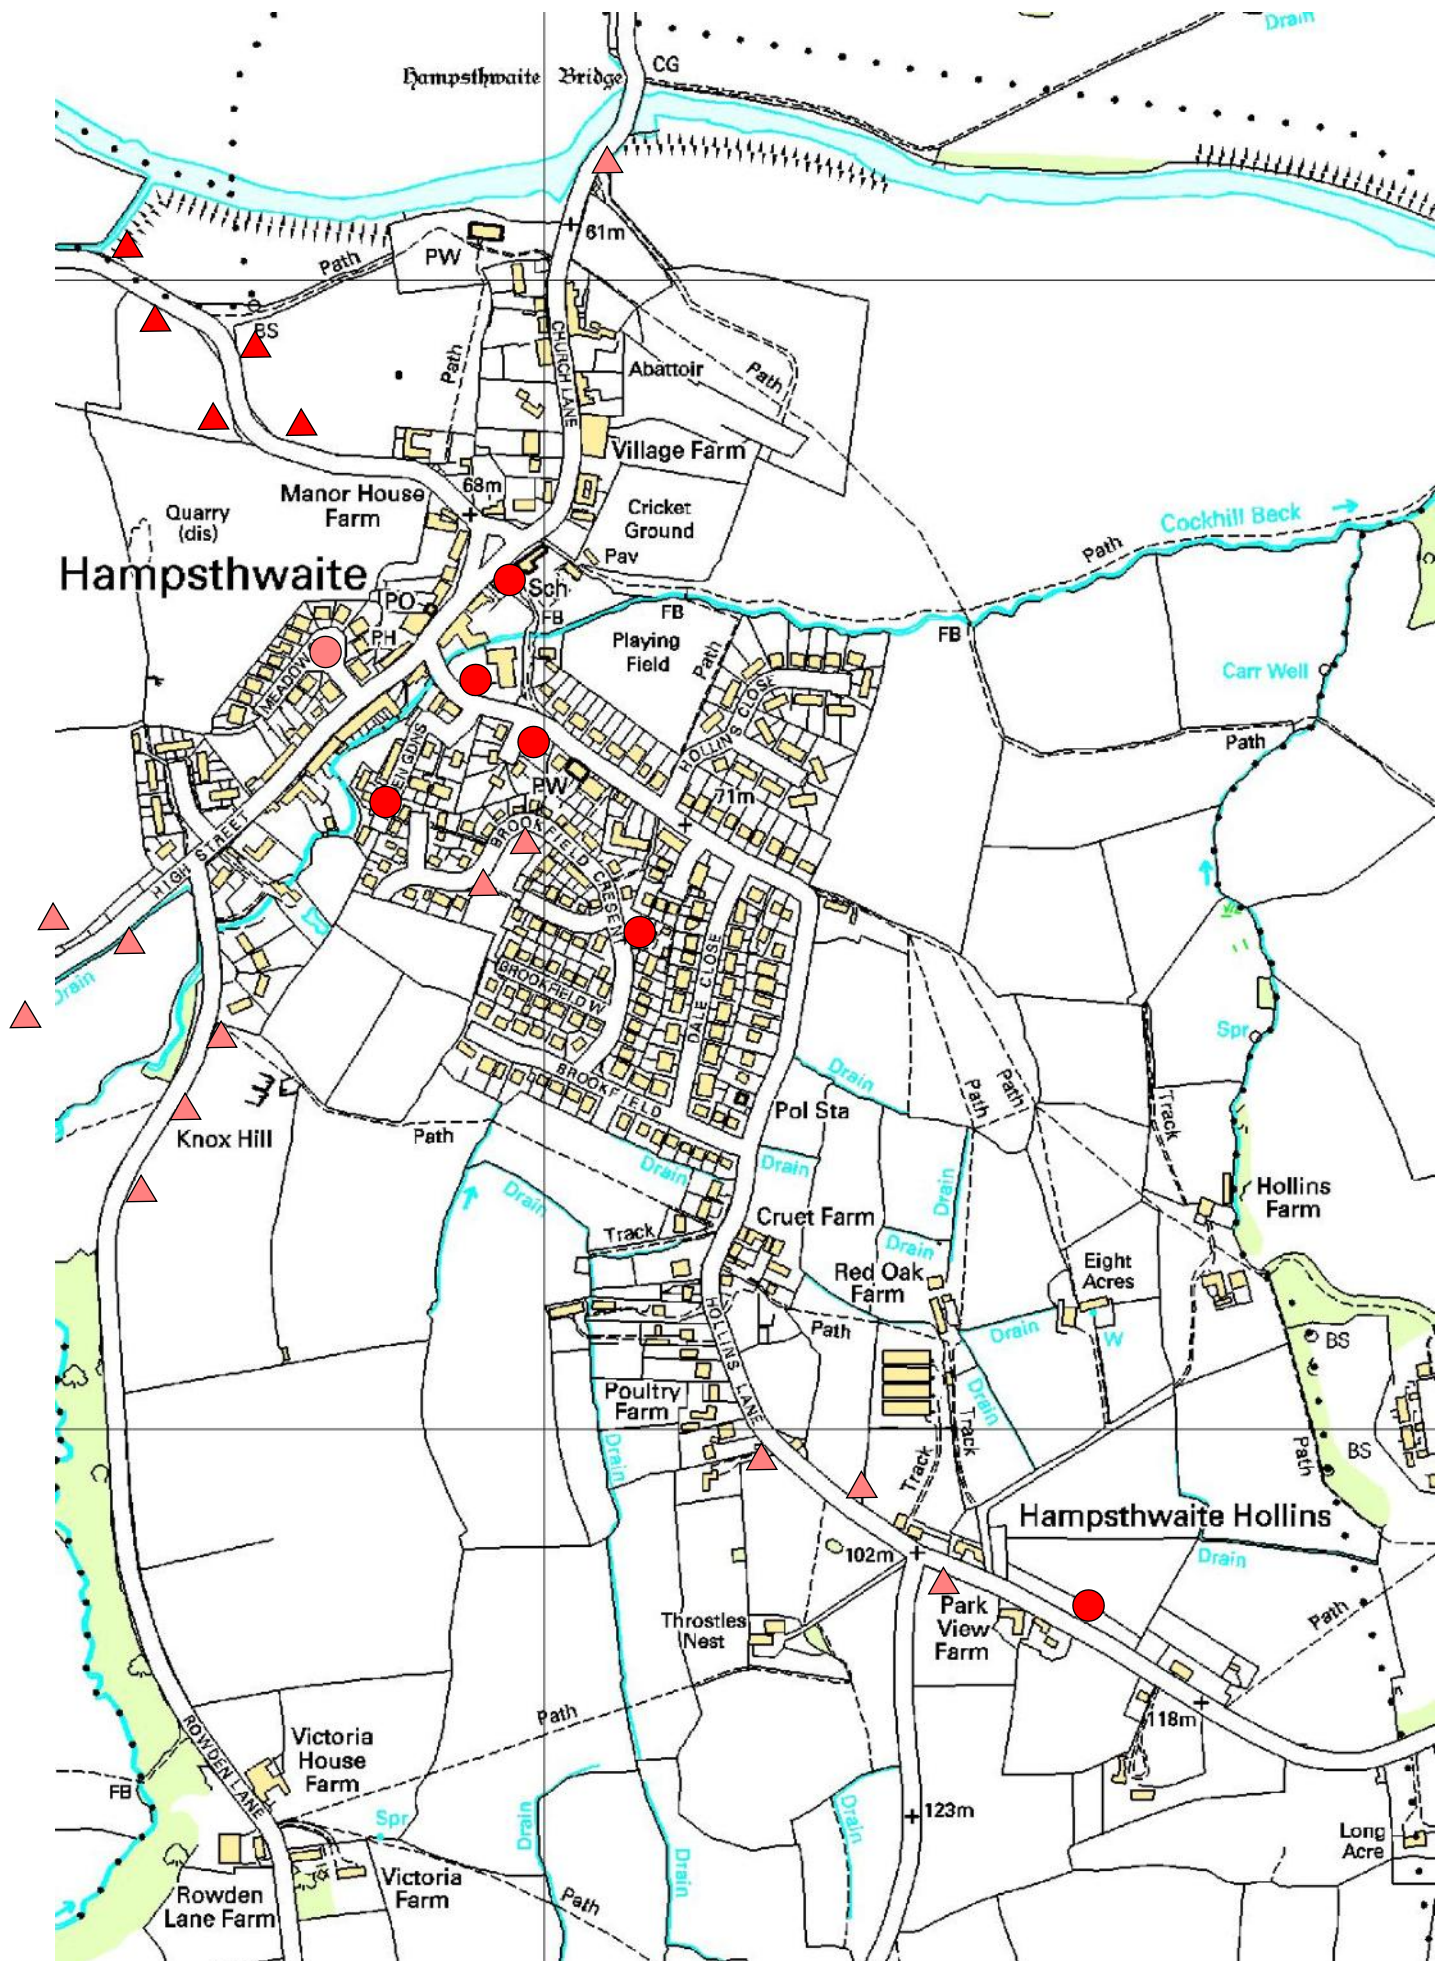 Drain
Hampsthwaite Bridge
CG
61m
PW
Path
BS
Path
CHURCH LANE
Abattoir
Path
Village Farm
68m
Manor House
Farm
Quarry
(dis)
Cricket
Ground
Cockhill Beck
Path
Pav
Hampsthwaite
Sch
PO
FB
FB
PH
Playing
Field
Path
FB
MEADOW
Carr Well
HOLLINS CLOSE
Path
PW
71m
HIGH STREET
BROOKFIELD CRESENT
DALE CLOSE
BROOKFIELD W
Drain
Spr
BROOKFIELD
Drain
Path
Path
Track
Pol Sta
Knox Hill
Path
Drain
Drain
Drain
Drain
Hollins
Farm
Cruet Farm
Track
Drain
Red Oak
Farm
Eight
Acres
HOLLINS LANE
Path
Drain
W
BS
Poultry
Farm
Drain
Track
Drain
Track
Path
BS
Hampsthwaite Hollins
102m
Drain
Throstles
Nest
Park
View
Farm
Path
Path
118m
ROWDEN LANE
Victoria
House
Farm
FB
Spr
Drain
Drain
123m
Long
Acre
Victoria
Farm
Drain
Rowden
Lane Farm
Path